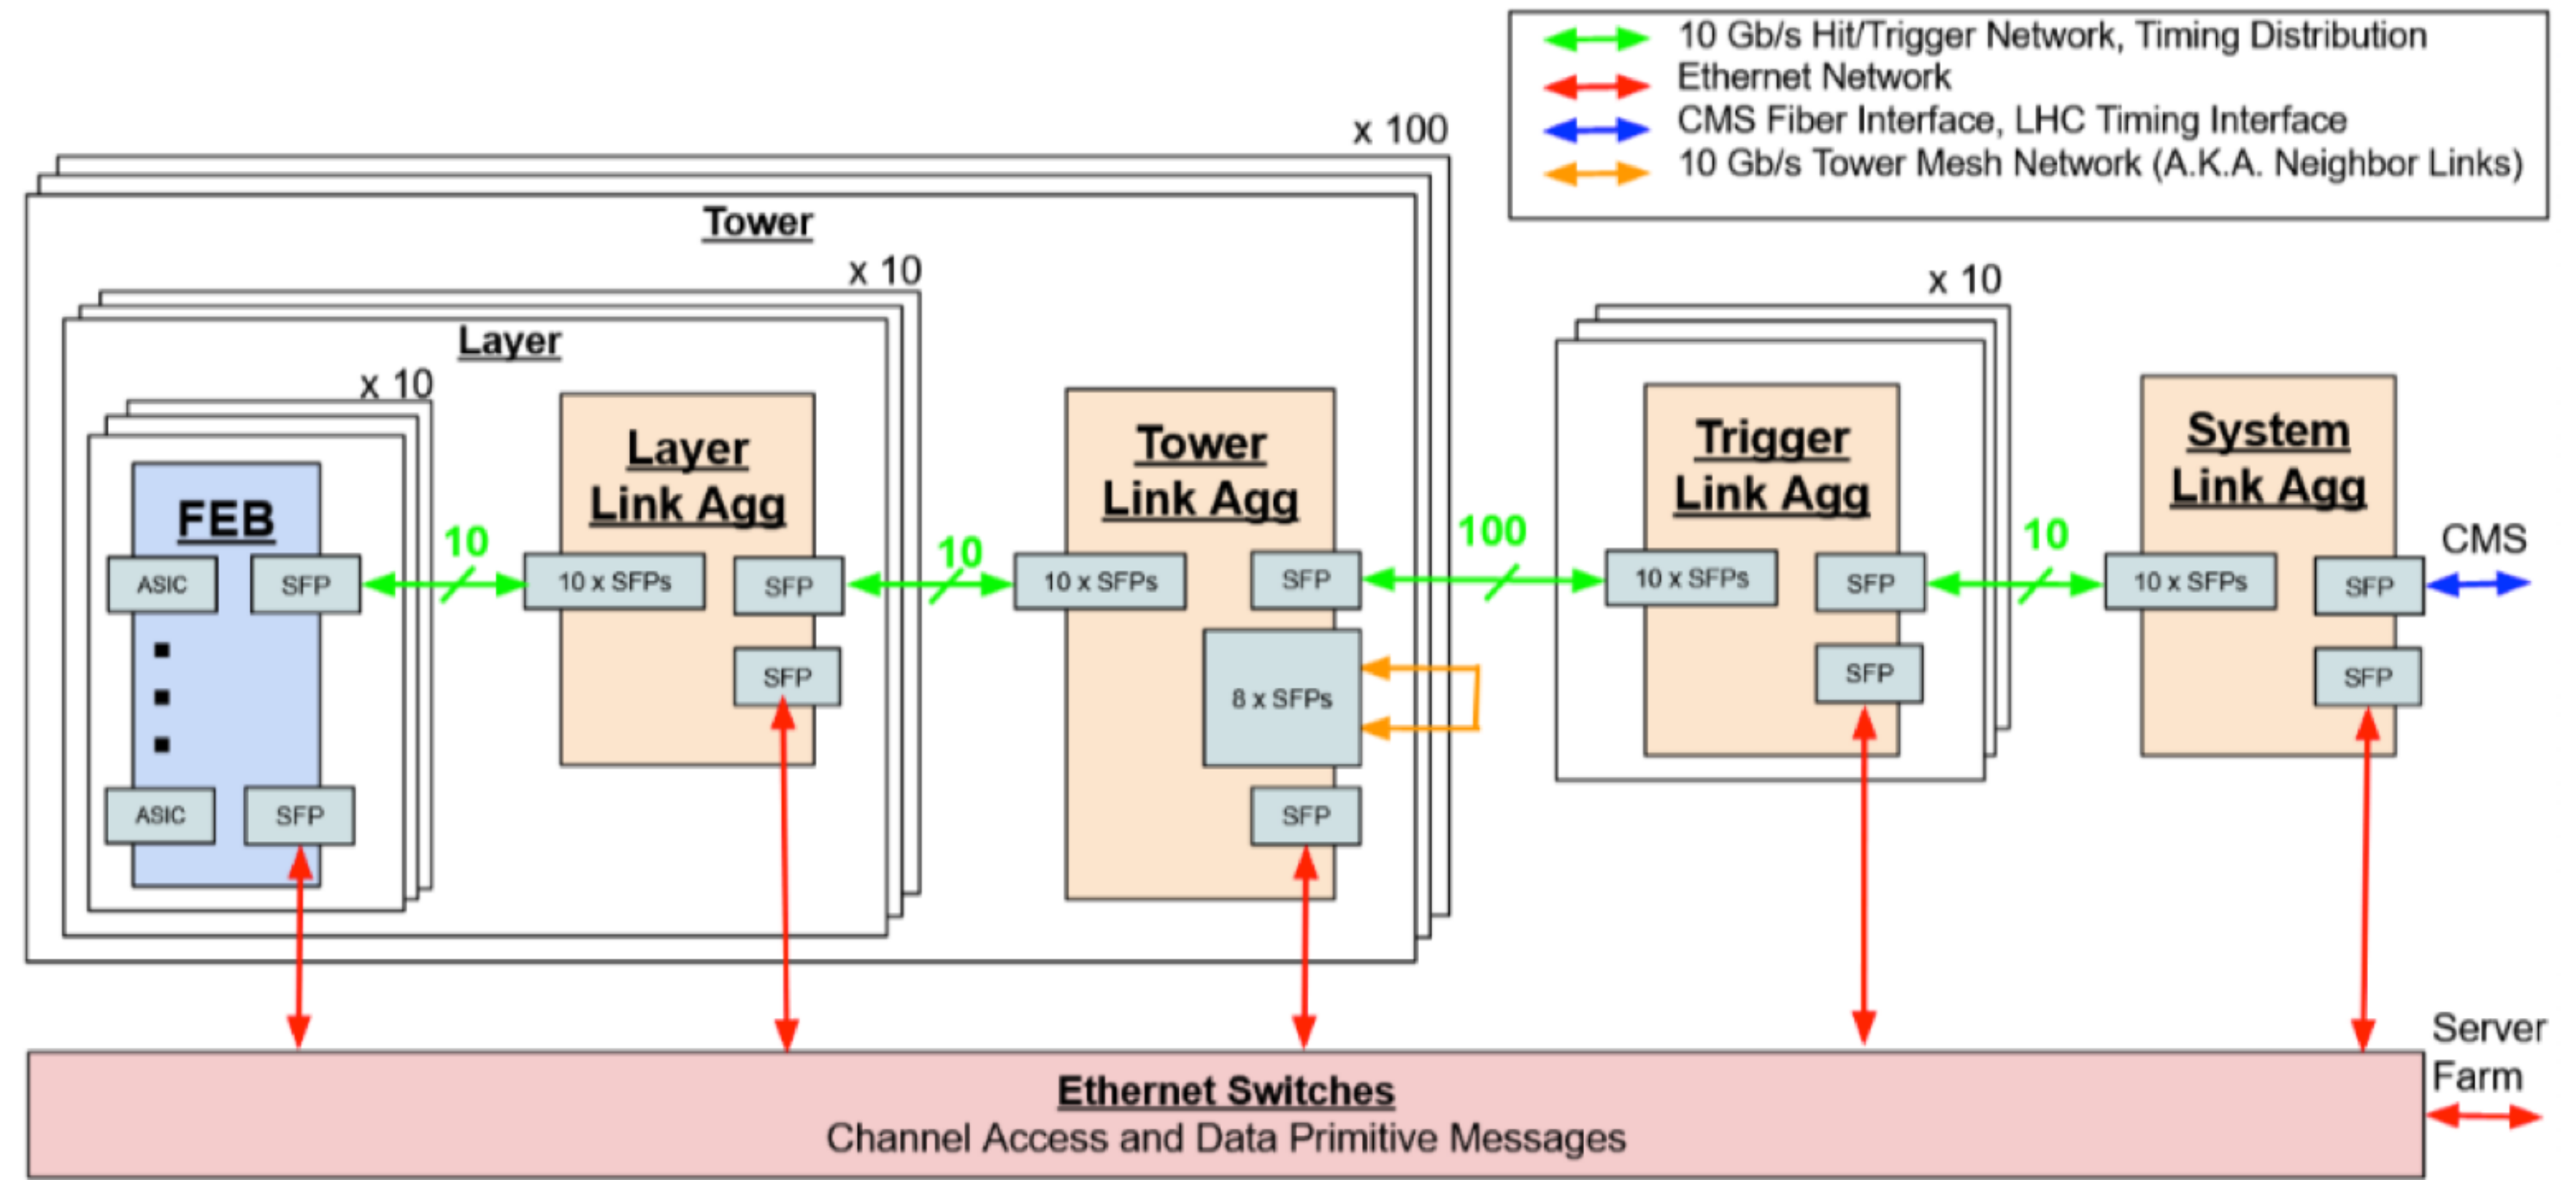 10 Gb/s Hit/Trigger Network, Timing Distribution
Ethernet Network
CMS Fiber Interface, LHC Timing Interface
10 Gb/s Tower Mesh Network (A.K.A. Neighbor Links)
x 100
Tower
x 10
Layer
x 10
FEB
ASIC
SFP
ASIC
SFP
10
Layer
Link Agg
10 x SFPs
SFP
SFP
10
Tower
Link Agg
10 x SFPs
SFP
8 x SFPs
SFP
100
x 10
Trigger
Link Agg
10 x SFPs
SFP
SFP
10
System
Link Agg
10 x SFPs
SFP
SFP
CMS
Server
Farm
Ethernet Switches
Channel Access and Data Primitive Messages